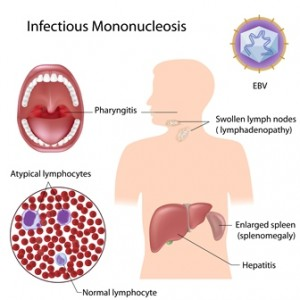 Infectious Mononucleosis
EBV
Pharyngitis
Swollen lymph nodes
( lymphadenopathy)
Atypical lymphocytes
Enlarged spleen
(splenomegaly)
Hepatitis
Normal lymphocyte